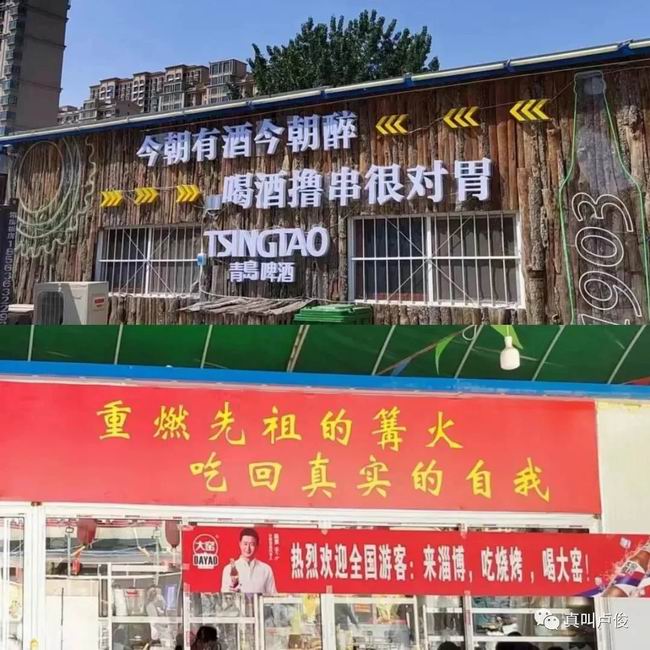 今朝有酒今朝醉
喝酒撸串很对胃
TSINGTAO
青島啤酒
1903
重燃先祖的篝火
吃回真实的自我
大窑
DAYAO
热烈欢迎全国游客：来淄博，吃烧烤，喝大窑！
真叫卢俊